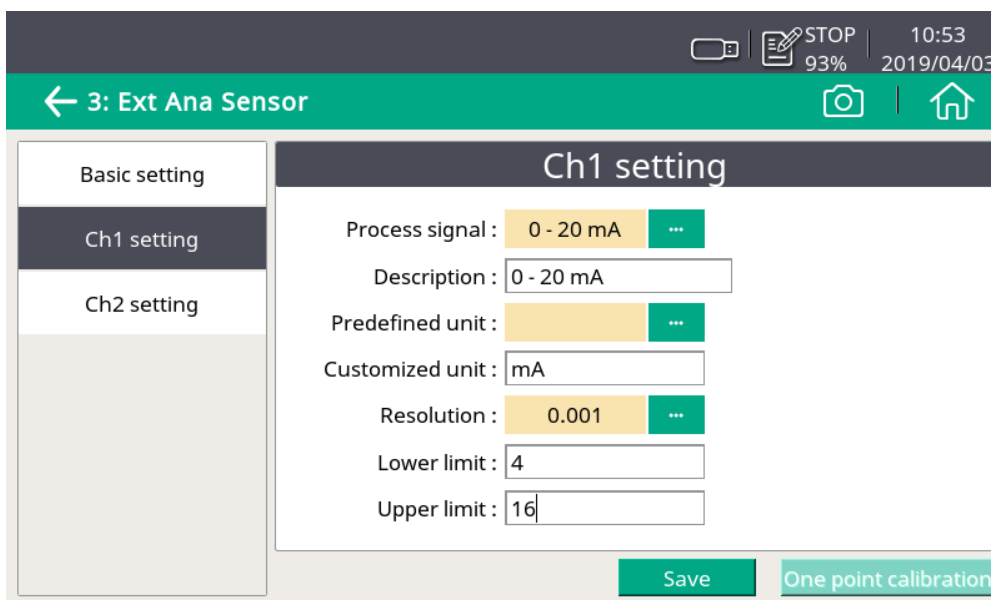 STOP 10:53
93% 2019/04/03
3: Ext Ana Sensor
Basic setting
Ch1 setting
Ch2 setting
Ch1 setting
Process signal : 0 - 20 mA ...
Description : 0 - 20 mA
Predefined unit : ...
Customized unit : mA
Resolution : 0.001 ...
Lower limit : 4
Upper limit : 16
Save One point calibration